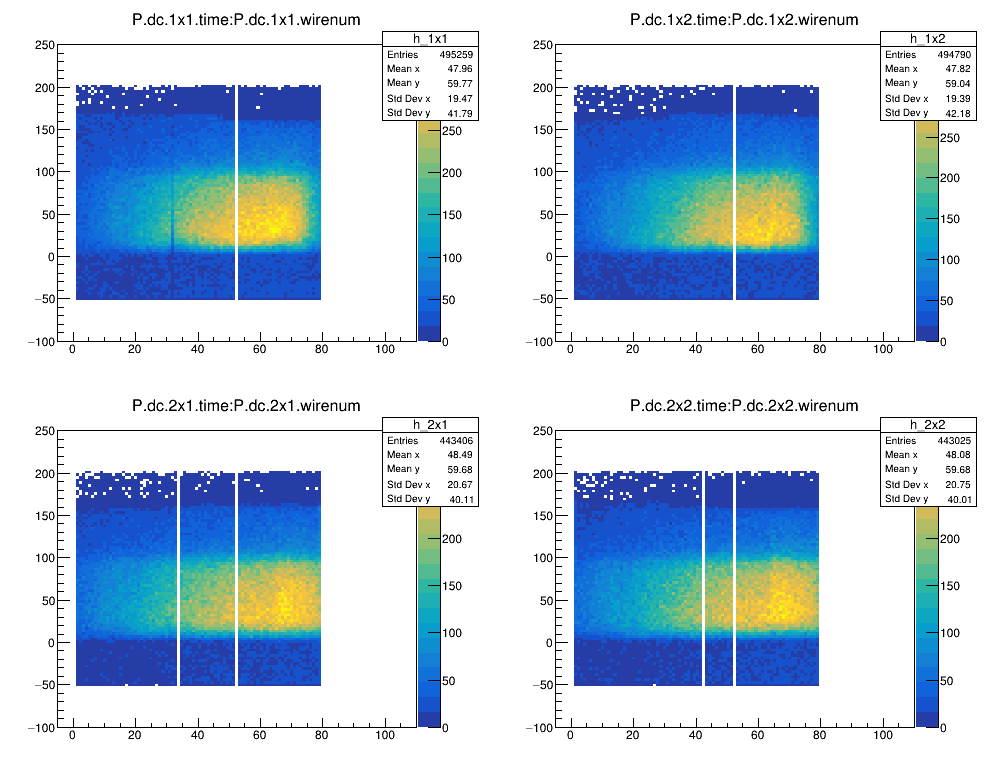 P.dc.1x1.time:P.dc.1x1.wirenum
h_1x1
Entries 495259
Mean x 47.96
Mean y 59.77
Std Dev x 19.47
Std Dev y 41.79
250
200
150
100
50
0
−50
−100
0 20 40 60 80 100
250
200
150
100
50
0
P.dc.1x2.time:P.dc.1x2.wirenum
h_1x2
Entries 494790
Mean x 47.82
Mean y 59.04
Std Dev x 19.39
Std Dev y 42.18
250
200
150
100
50
0
−50
−100
0 20 40 60 80 100
250
200
150
100
50
0
P.dc.2x1.time:P.dc.2x1.wirenum
h_2x1
Entries 443406
Mean x 48.49
Mean y 59.68
Std Dev x 20.67
Std Dev y 40.11
250
200
150
100
50
0
−50
−100
0 20 40 60 80 100
200
150
100
50
0
P.dc.2x2.time:P.dc.2x2.wirenum
h_2x2
Entries 443025
Mean x 48.08
Mean y 59.68
Std Dev x 20.75
Std Dev y 40.01
250
200
150
100
50
0
−50
−100
0 20 40 60 80 100
200
150
100
50
0